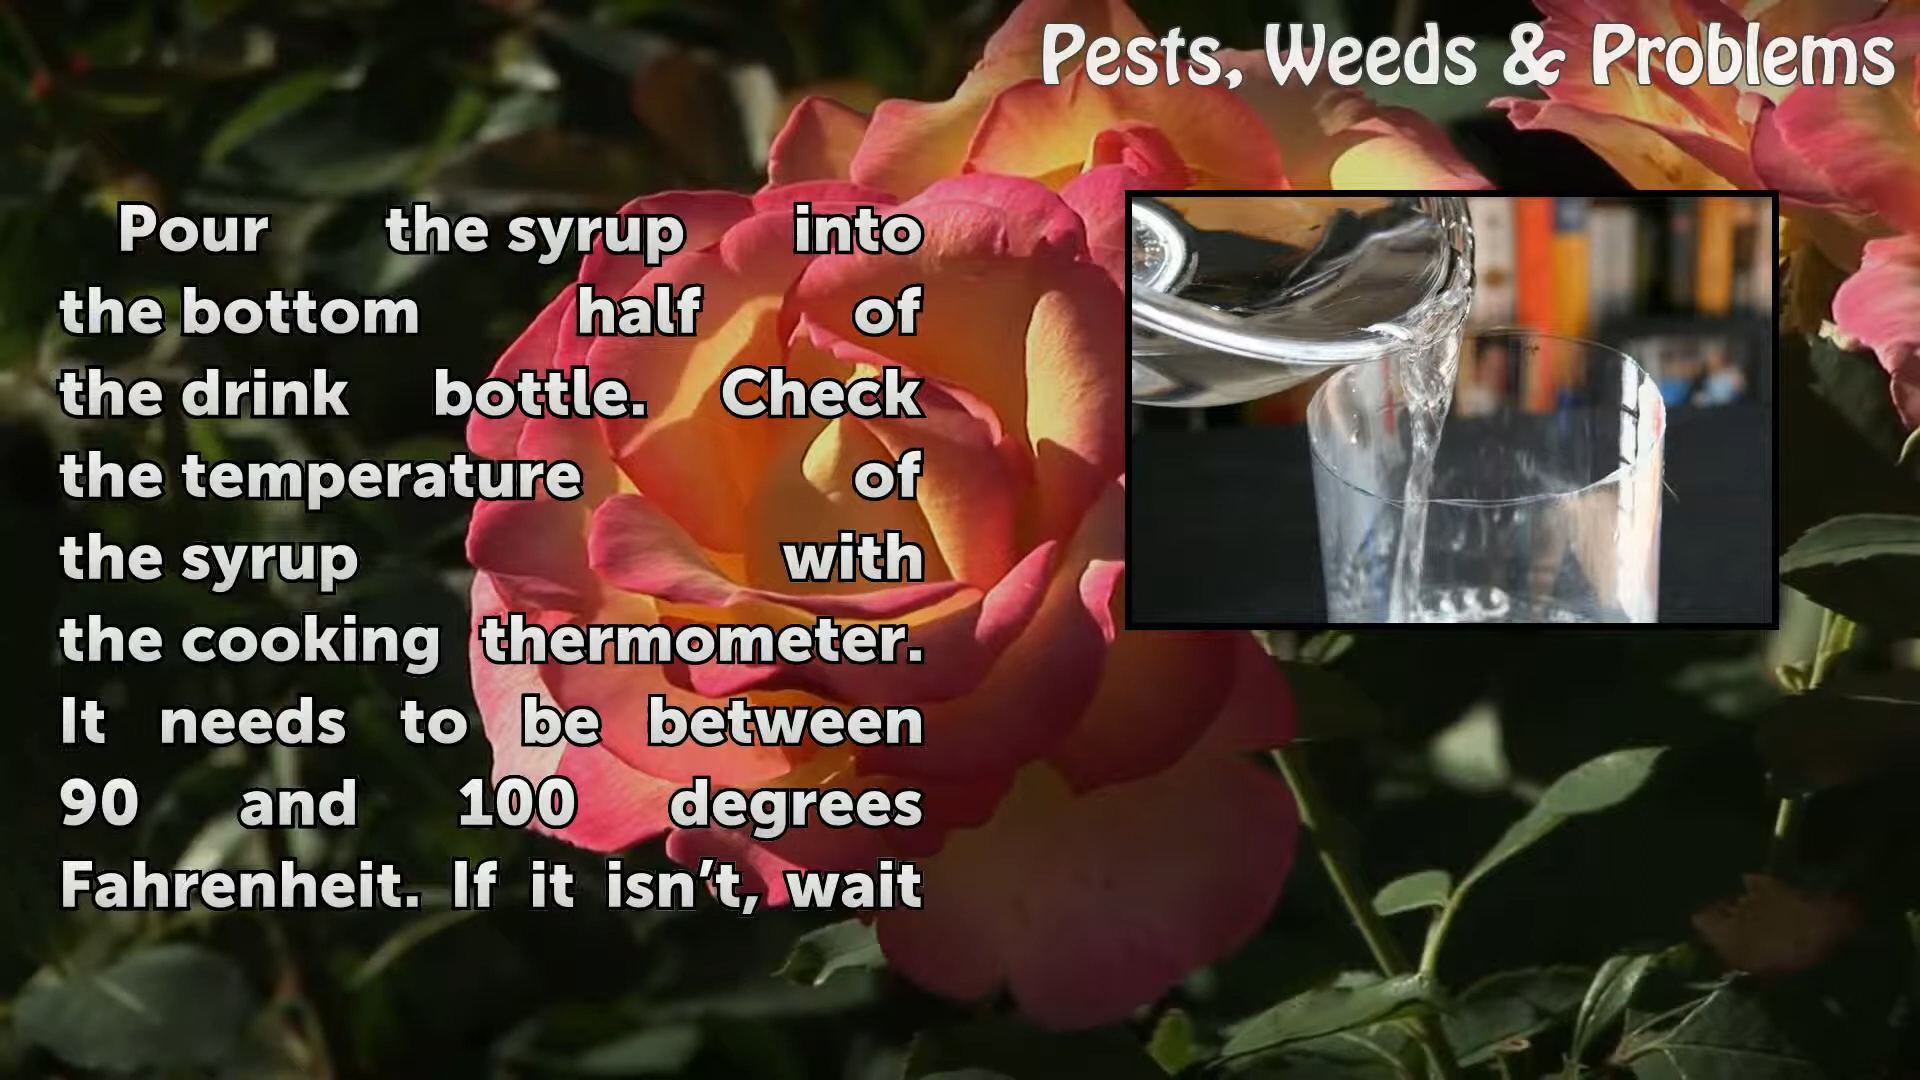 Pests, Weeds & Problems
Pour the syrup into
the bottom half of
the drink bottle. Check
the temperature of
the syrup with
the cooking thermometer.
It needs to be between
90 and 100 degrees
Fahrenheit. If it isn’t, wait